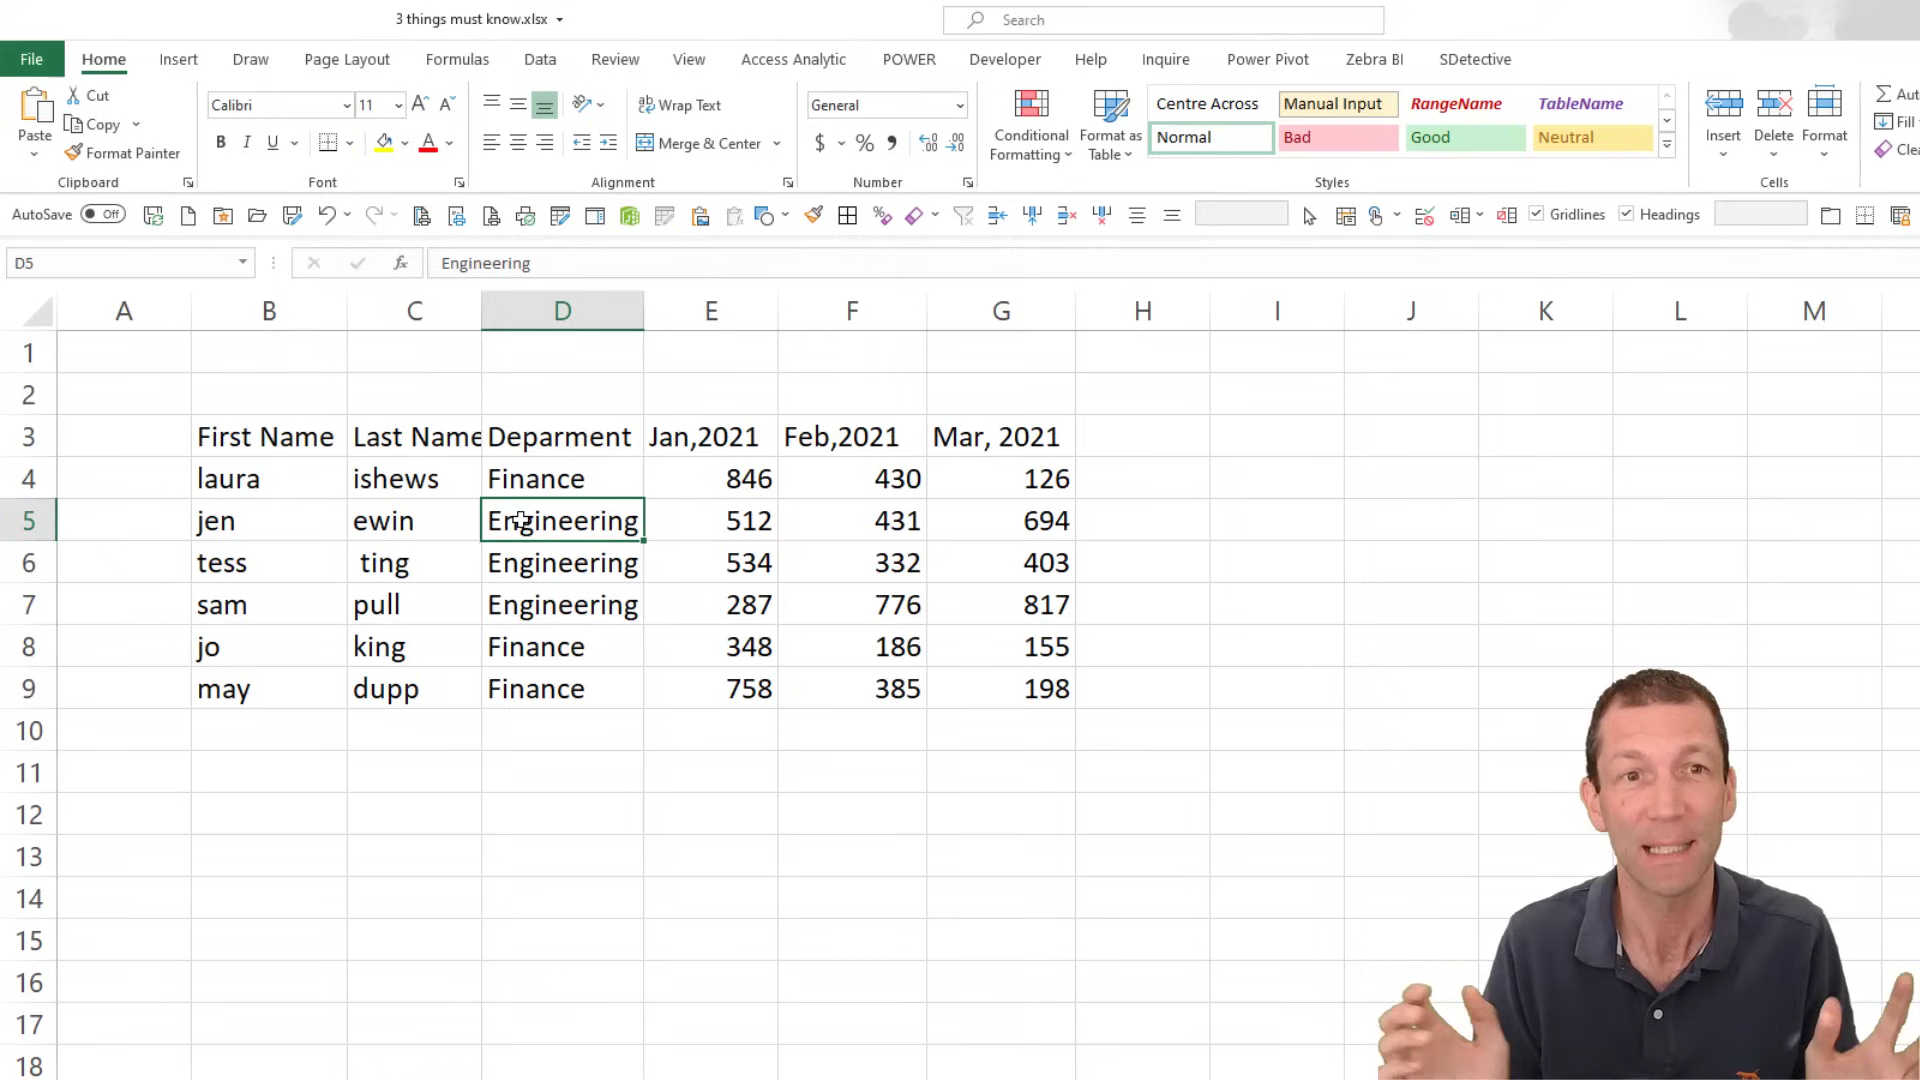 3 things must know.xlsx
Search
File Home Insert Draw Page Layout Formulas Data Review View Access Analytic POWER Developer Help Inquire Power Pivot Zebra BI SDetective
Paste
Cut
Copy
Format Painter
Clipboard
Calibri 11
B I U
Font
Wrap Text
Merge & Center
Alignment
General
$ %
Number
Conditional Formatting
Format as Table
Centre Across Manual Input RangeName TableName
Normal Bad Good Neutral
Styles
Insert Delete Format
Cells
Aut
Fill
Clea
AutoSave Off
Gridlines Headings
D5 fx Engineering
A B C D E F G H I J K L M
1
2
3 First Name Last Name Deparment Jan,2021 Feb,2021 Mar, 2021
4 laura ishews Finance 846 430 126
5 jen ewin Engineering 512 431 694
6 tess ting Engineering 534 332 403
7 sam pull Engineering 287 776 817
8 jo king Finance 348 186 155
9 may dupp Finance 758 385 198
10
11
12
13
14
15
16
17
18